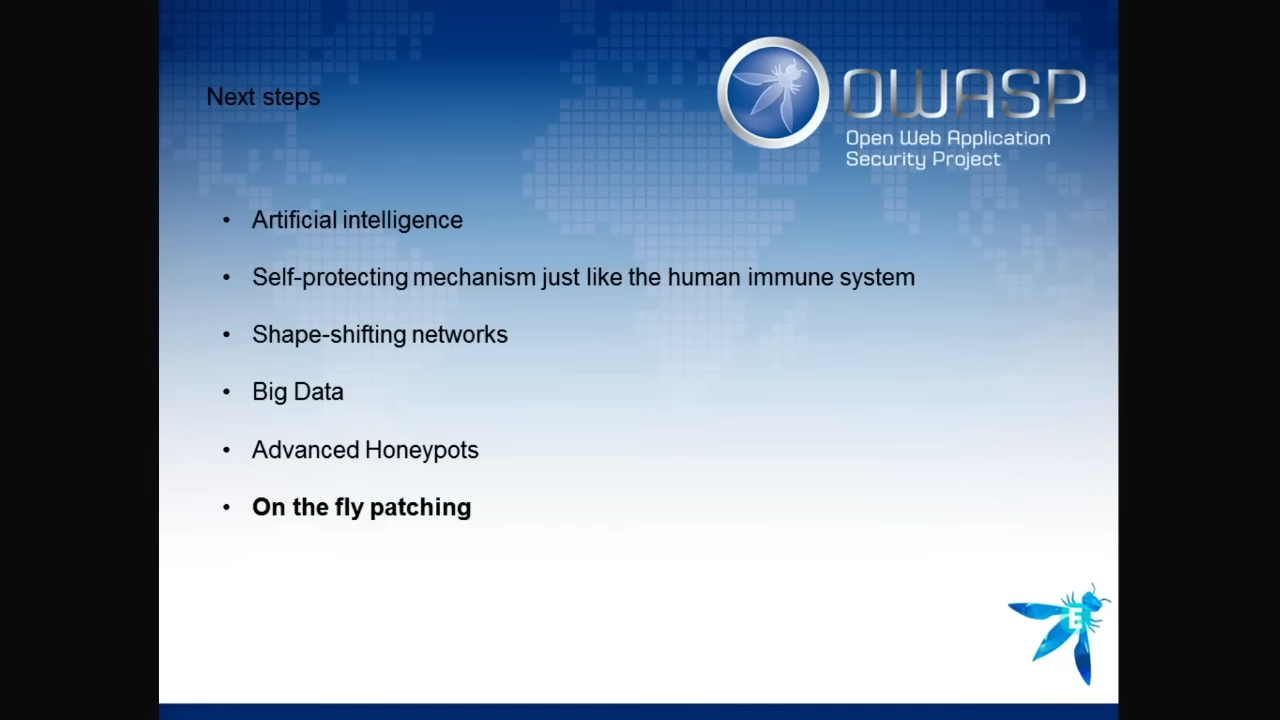 Next steps
OWASP
Open Web Application
Security Project
• Artificial intelligence
• Self-protecting mechanism just like the human immune system
• Shape-shifting networks
• Big Data
• Advanced Honeypots
• On the fly patching
E